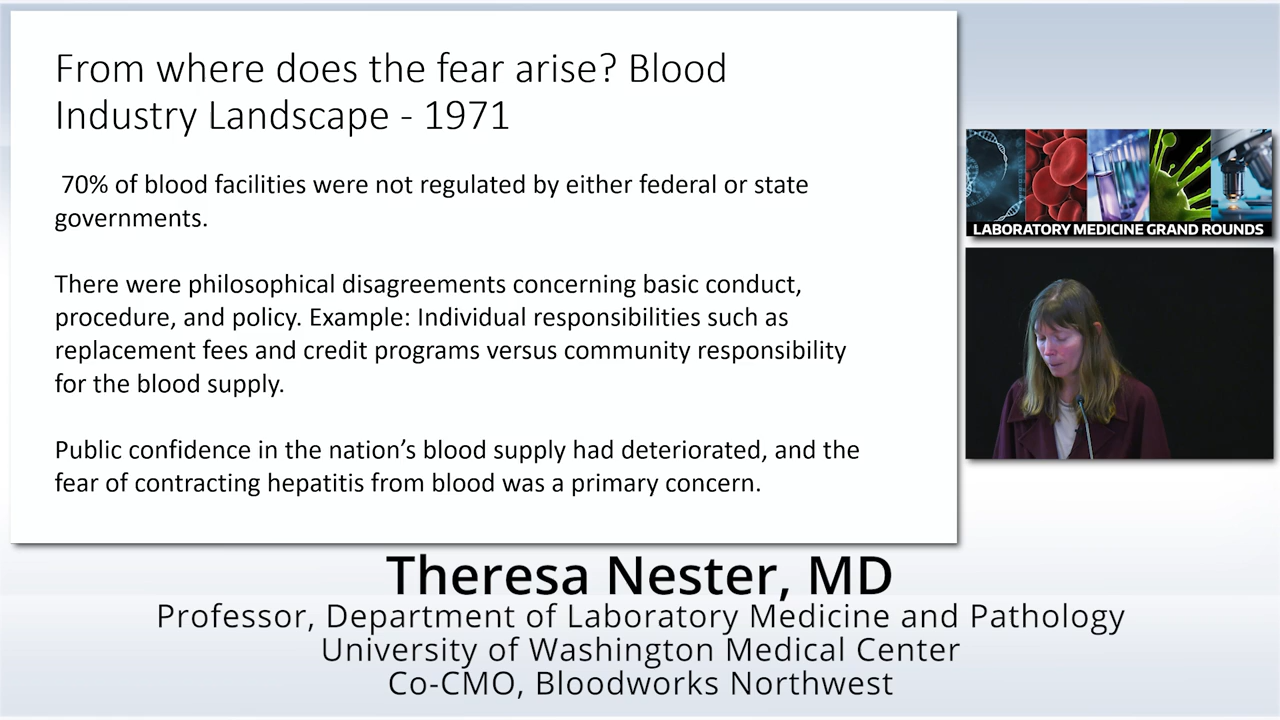 From where does the fear arise? Blood
Industry Landscape - 1971
70% of blood facilities were not regulated by either federal or state
governments.
There were philosophical disagreements concerning basic conduct,
procedure, and policy. Example: Individual responsibilities such as
replacement fees and credit programs versus community responsibility
for the blood supply.
Public confidence in the nation’s blood supply had deteriorated, and the
fear of contracting hepatitis from blood was a primary concern.
LABORATORY MEDICINE GRAND ROUNDS
Theresa Nester, MD
Professor, Department of Laboratory Medicine and Pathology
University of Washington Medical Center
Co-CMO, Bloodworks Northwest